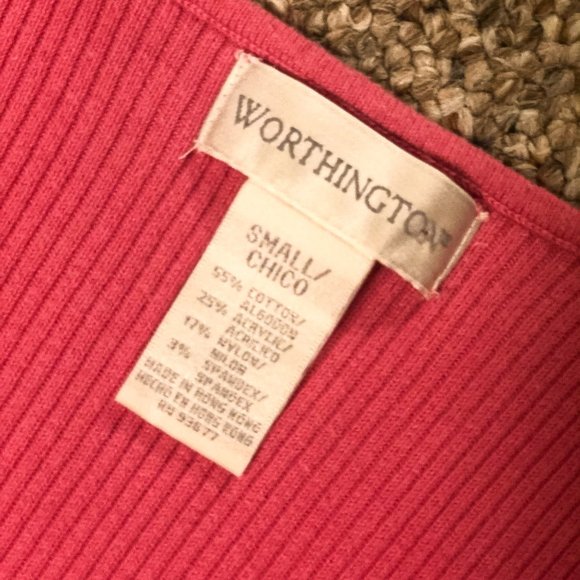 WORTHINGTON®
SMALL/
CHICO
55% COTTON/
ALGODON
25% ACRYLIC/
ACRILICO
17% NYLON/
NILON
3% SPANDEX/
SPANDEX
MADE IN HONG KONG
HECHO EN HONG KONG
RN 93677